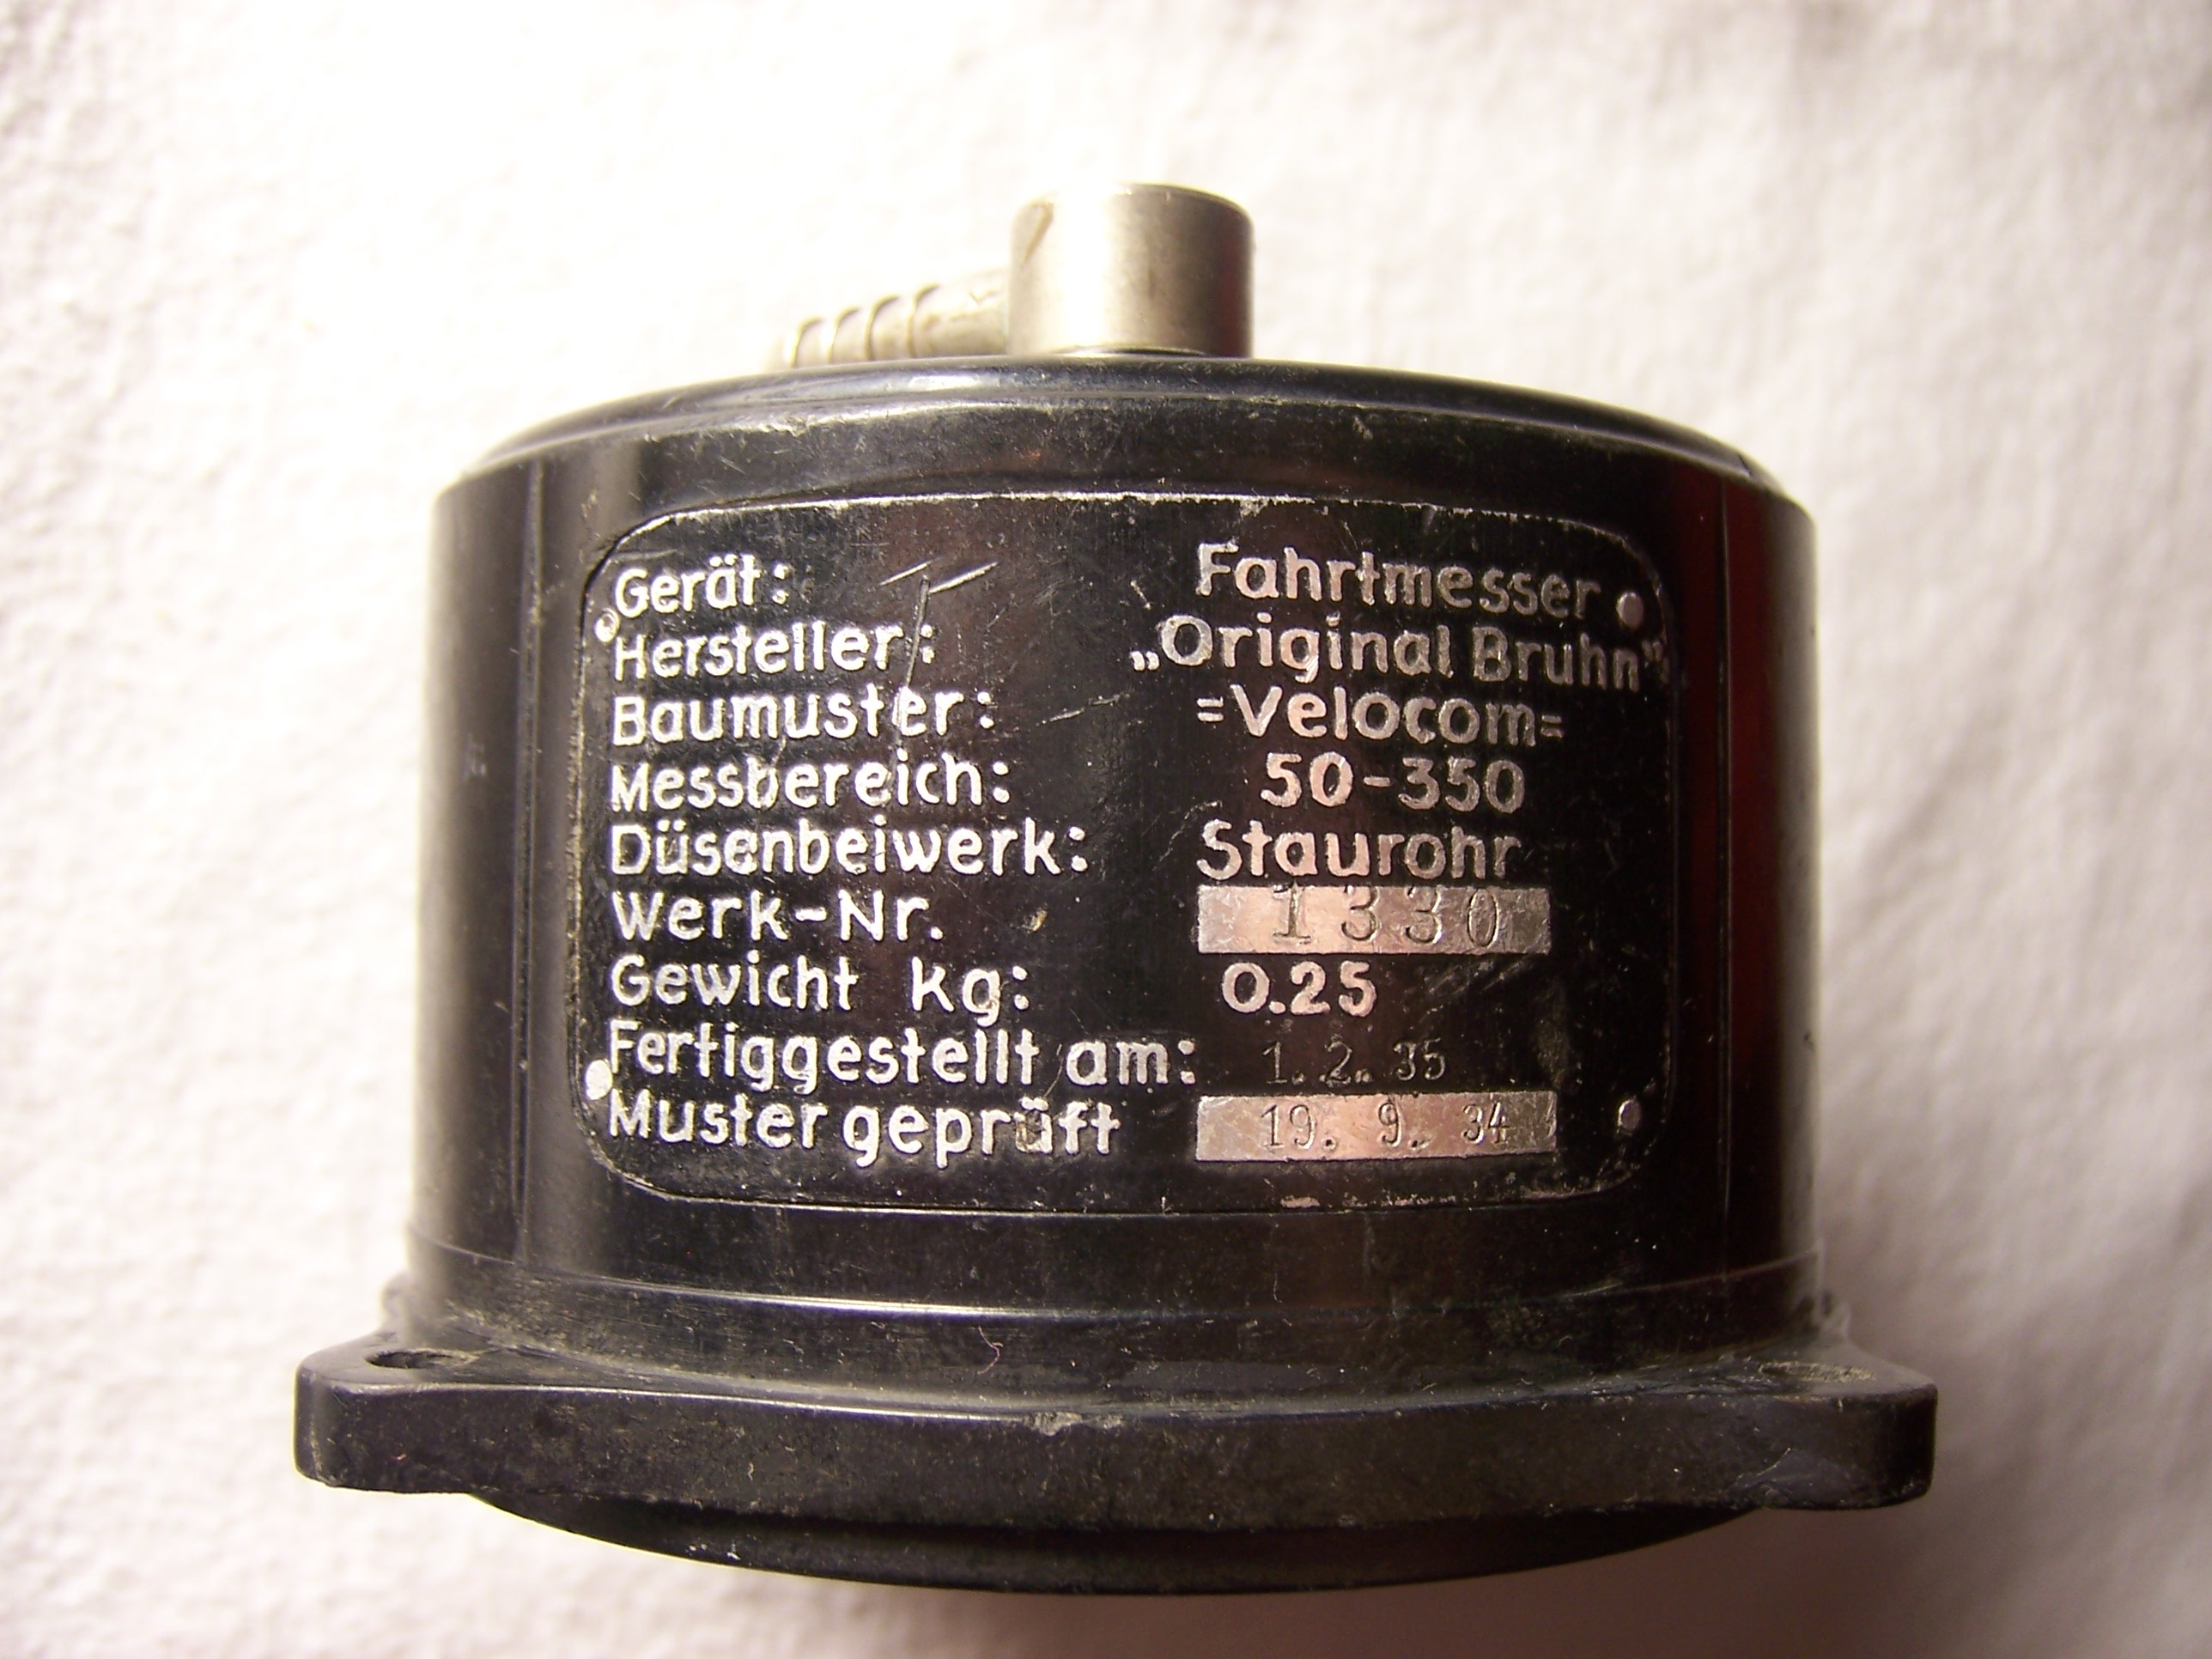 Gerät: Fahrtmesser
Hersteller: „Original Bruhn"
Baumuster: =Velocom=
Messbereich: 50-350
Düsenbeiwerk: Staurohr
Werk-Nr. 1330
Gewicht kg: 0.25
Fertiggestellt am: 1. 2. 35
Muster geprüft 19. 9. 34